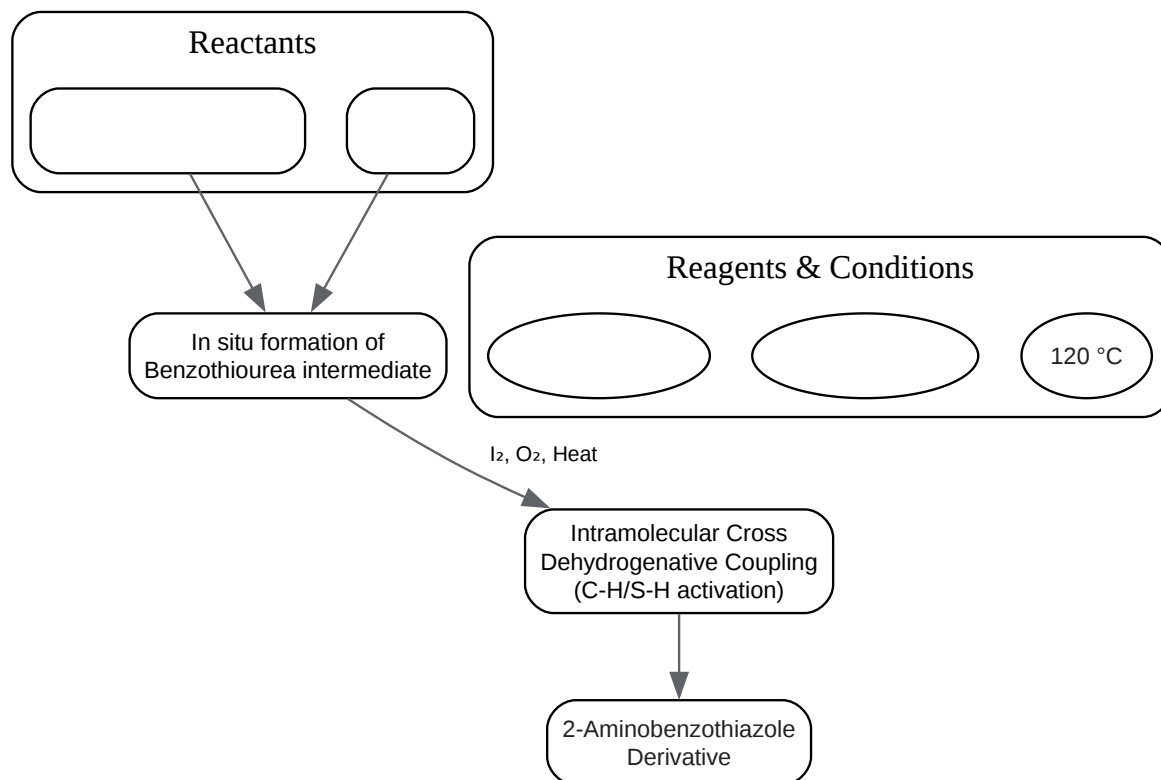 Reactants
Reagents & Conditions
In situ formation of
Benzothiourea intermediate
120 °C
I₂, O₂, Heat
Intramolecular Cross
Dehydrogenative Coupling
(C-H/S-H activation)
2-Aminobenzothiazole
Derivative